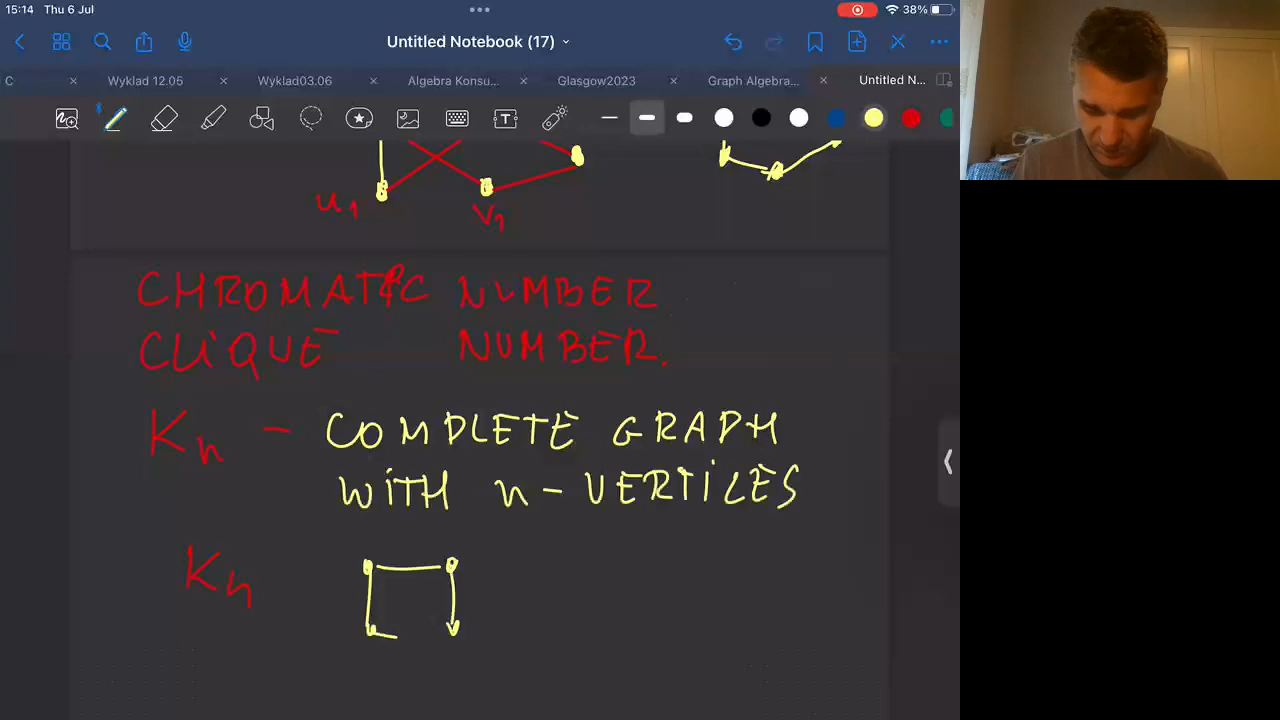 15:14 Thu 6 Jul
38%
Untitled Notebook (17)
C
Wyklad 12.05
Wyklad03.06
Algebra Konsu...
Glasgow2023
Graph Algebra...
Untitled N...
T
u1
v1
CHROMATIC NUMBER
CLIQUE NUMBER.
Kn - COMPLETE GRAPH
WITH n - VERTICES
Kn